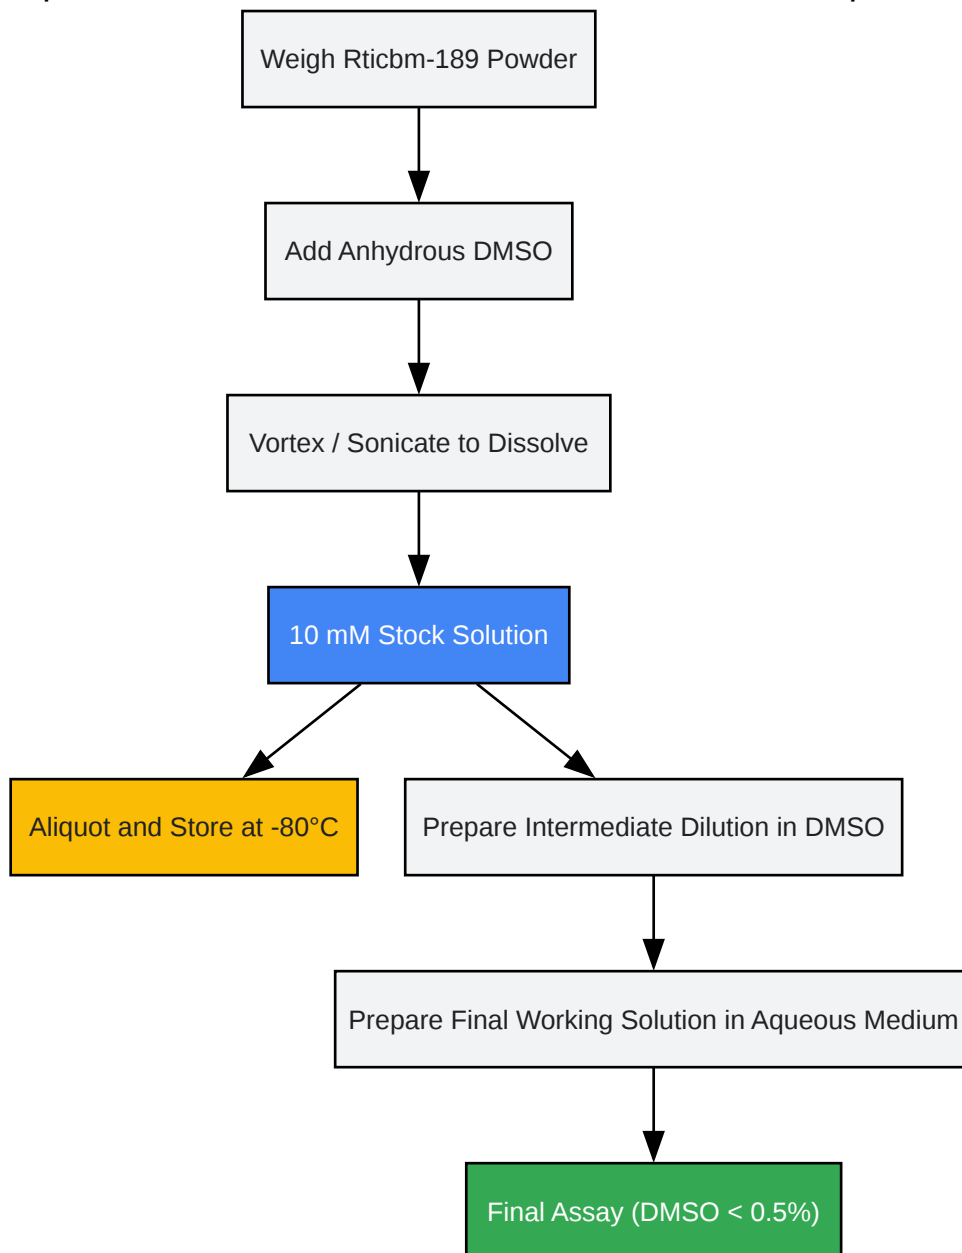 Weigh Rticbm-189 Powder
Add Anhydrous DMSO
Vortex / Sonicate to Dissolve
10 mM Stock Solution
Aliquot and Store at -80°C
Prepare Intermediate Dilution in DMSO
Prepare Final Working Solution in Aqueous Medium
Final Assay (DMSO < 0.5%)